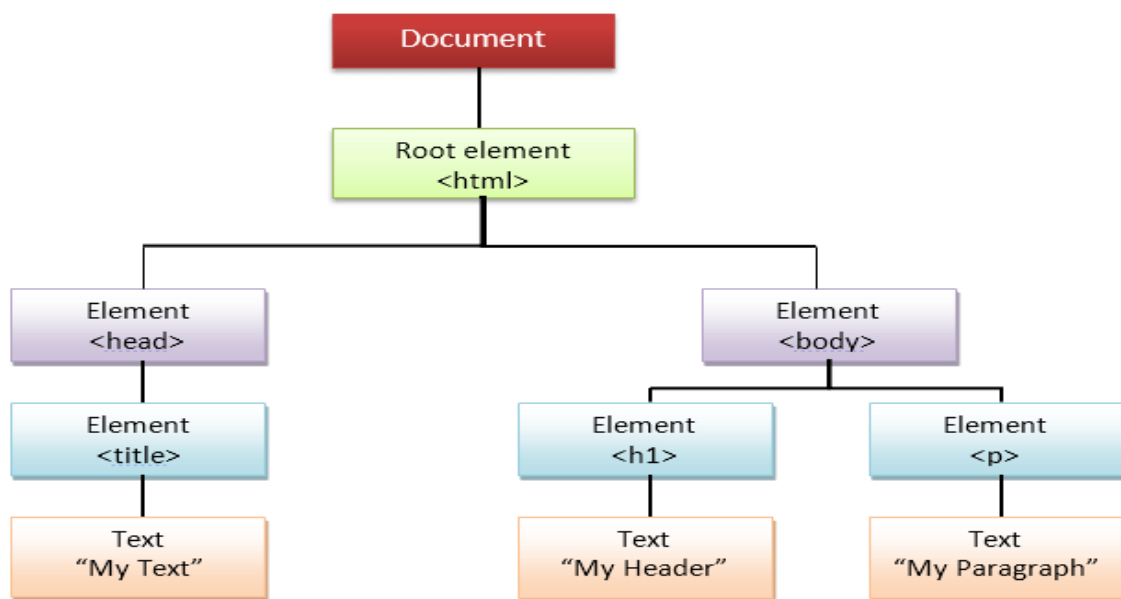 Document
Root element
<html>
Element
<head>
Element
<body>
Element
<title>
Element
<h1>
Element
<p>
Text
“My Text”
Text
“My Header”
Text
“My Paragraph”